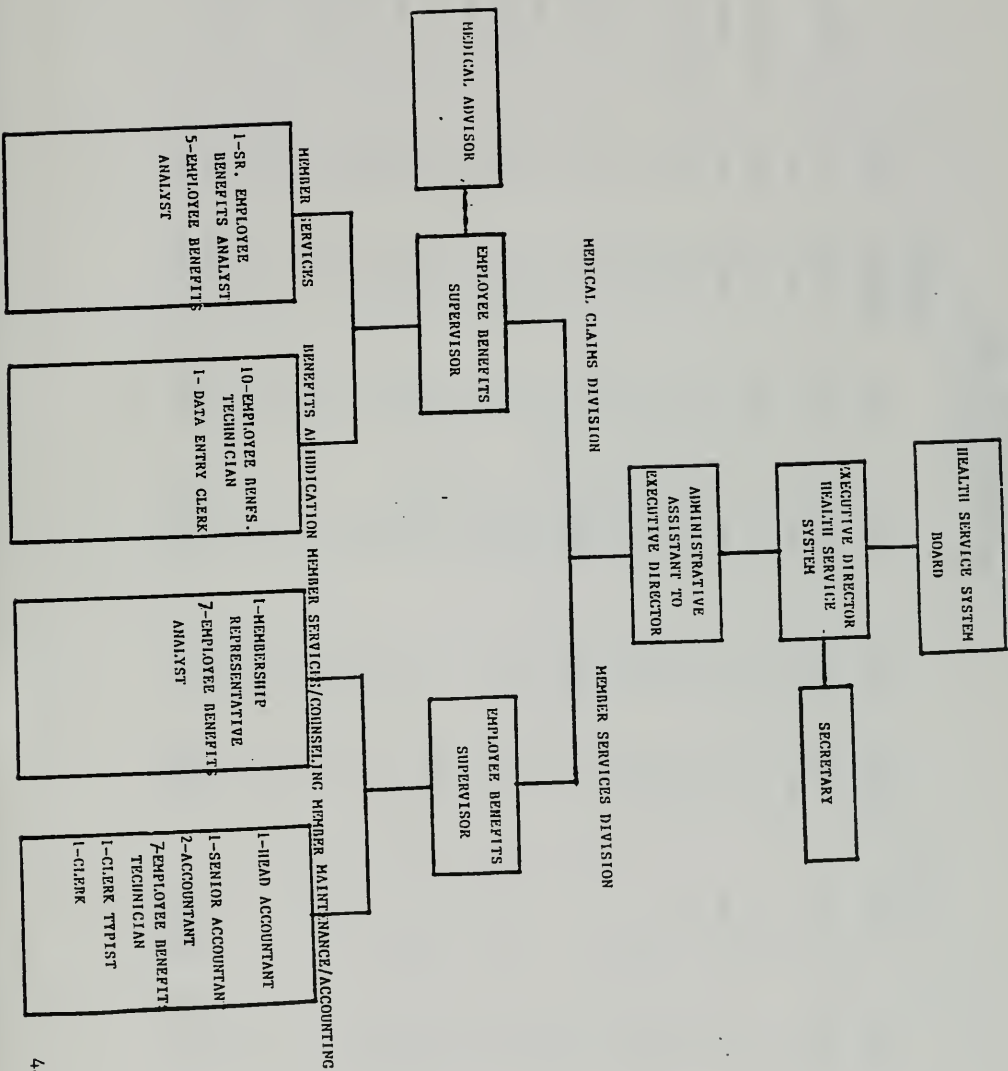 HEALTH SERVICE SYSTEM
BOARD
EXECUTIVE DIRECTOR
HEALTH SERVICE
SYSTEM
SECRETARY
ADMINISTRATIVE
ASSISTANT TO
EXECUTIVE DIRECTOR
MEDICAL CLAIMS DIVISION
MEMBER SERVICES DIVISION
MEDICAL ADVISOR
EMPLOYEE BENEFITS
SUPERVISOR
EMPLOYEE BENEFITS
SUPERVISOR
MEMBER SERVICES
1-SR. EMPLOYEE
BENEFITS ANALYST
5-EMPLOYEE BENEFITS
ANALYST
BENEFITS
10-EMPLOYEE BENFS.
TECHNICIAN
1- DATA ENTRY CLERK
MEMBER SERVICES/COUNSELING
1-MEMBERSHIP
REPRESENTATIVE
7-EMPLOYEE BENEFITS
ANALYST
MEMBER MAINTENANCE/ACCOUNTING
1-HEAD ACCOUNTANT
1-SENIOR ACCOUNTAN
2-ACCOUNTANT
7-EMPLOYEE BENEFITS
TECHNICIAN
1-CLERK TYPIST
1-CLERK
4